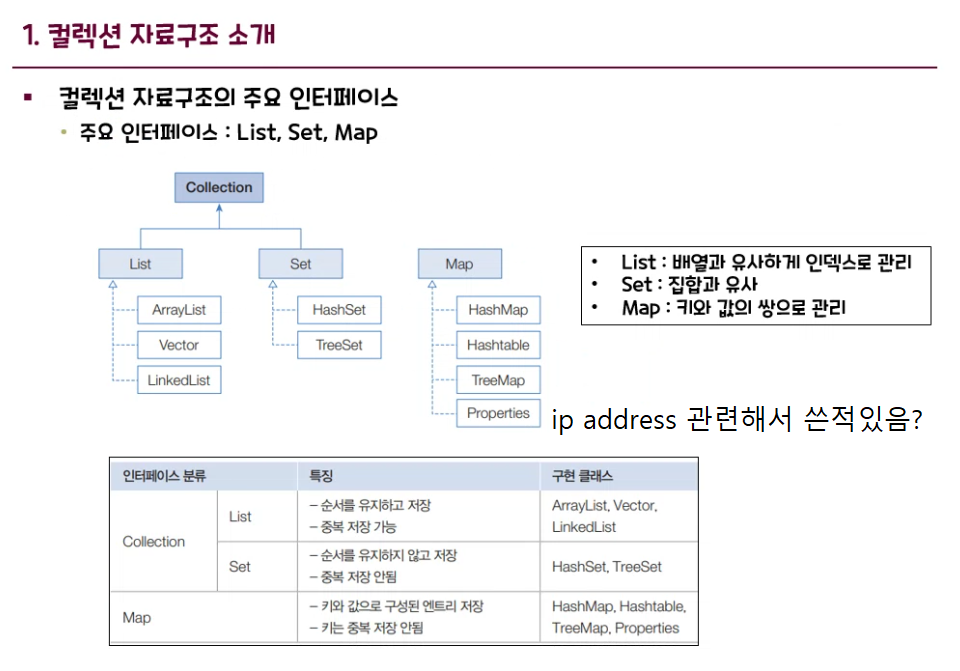 1. 컬렉션 자료구조 소개
▪ 컬렉션 자료구조의 주요 인터페이스
• 주요 인터페이스 : List, Set, Map
Collection
List
Set
Map
ArrayList
Vector
LinkedList
HashSet
TreeSet
HashMap
Hashtable
TreeMap
Properties
• List : 배열과 유사하게 인덱스로 관리
• Set : 집합과 유사
• Map : 키와 값의 쌍으로 관리
ip address 관련해서 쓴적있음?
인터페이스 분류
특징
구현 클래스
Collection
List
– 순서를 유지하고 저장
– 중복 저장 가능
ArrayList, Vector,
LinkedList
Set
– 순서를 유지하지 않고 저장
– 중복 저장 안됨
HashSet, TreeSet
Map
– 키와 값으로 구성된 엔트리 저장
– 키는 중복 저장 안됨
HashMap, Hashtable,
TreeMap, Properties